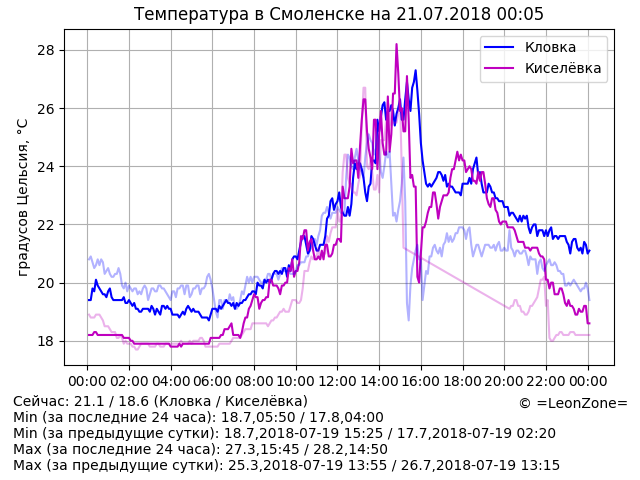 Температура в Смоленске на 21.07.2018 00:05
Кловка
Киселёвка
градусов Цельсия, °C
28
26
24
22
20
18
00:00 02:00 04:00 06:00 08:00 10:00 12:00 14:00 16:00 18:00 20:00 22:00 00:00
Сейчас: 21.1 / 18.6 (Кловка / Киселёвка)
© =LeonZone=
Min (за последние 24 часа): 18.7,05:50 / 17.8,04:00
Min (за предыдущие сутки): 18.7,2018-07-19 15:25 / 17.7,2018-07-19 02:20
Max (за последние 24 часа): 27.3,15:45 / 28.2,14:50
Max (за предыдущие сутки): 25.3,2018-07-19 13:55 / 26.7,2018-07-19 13:15